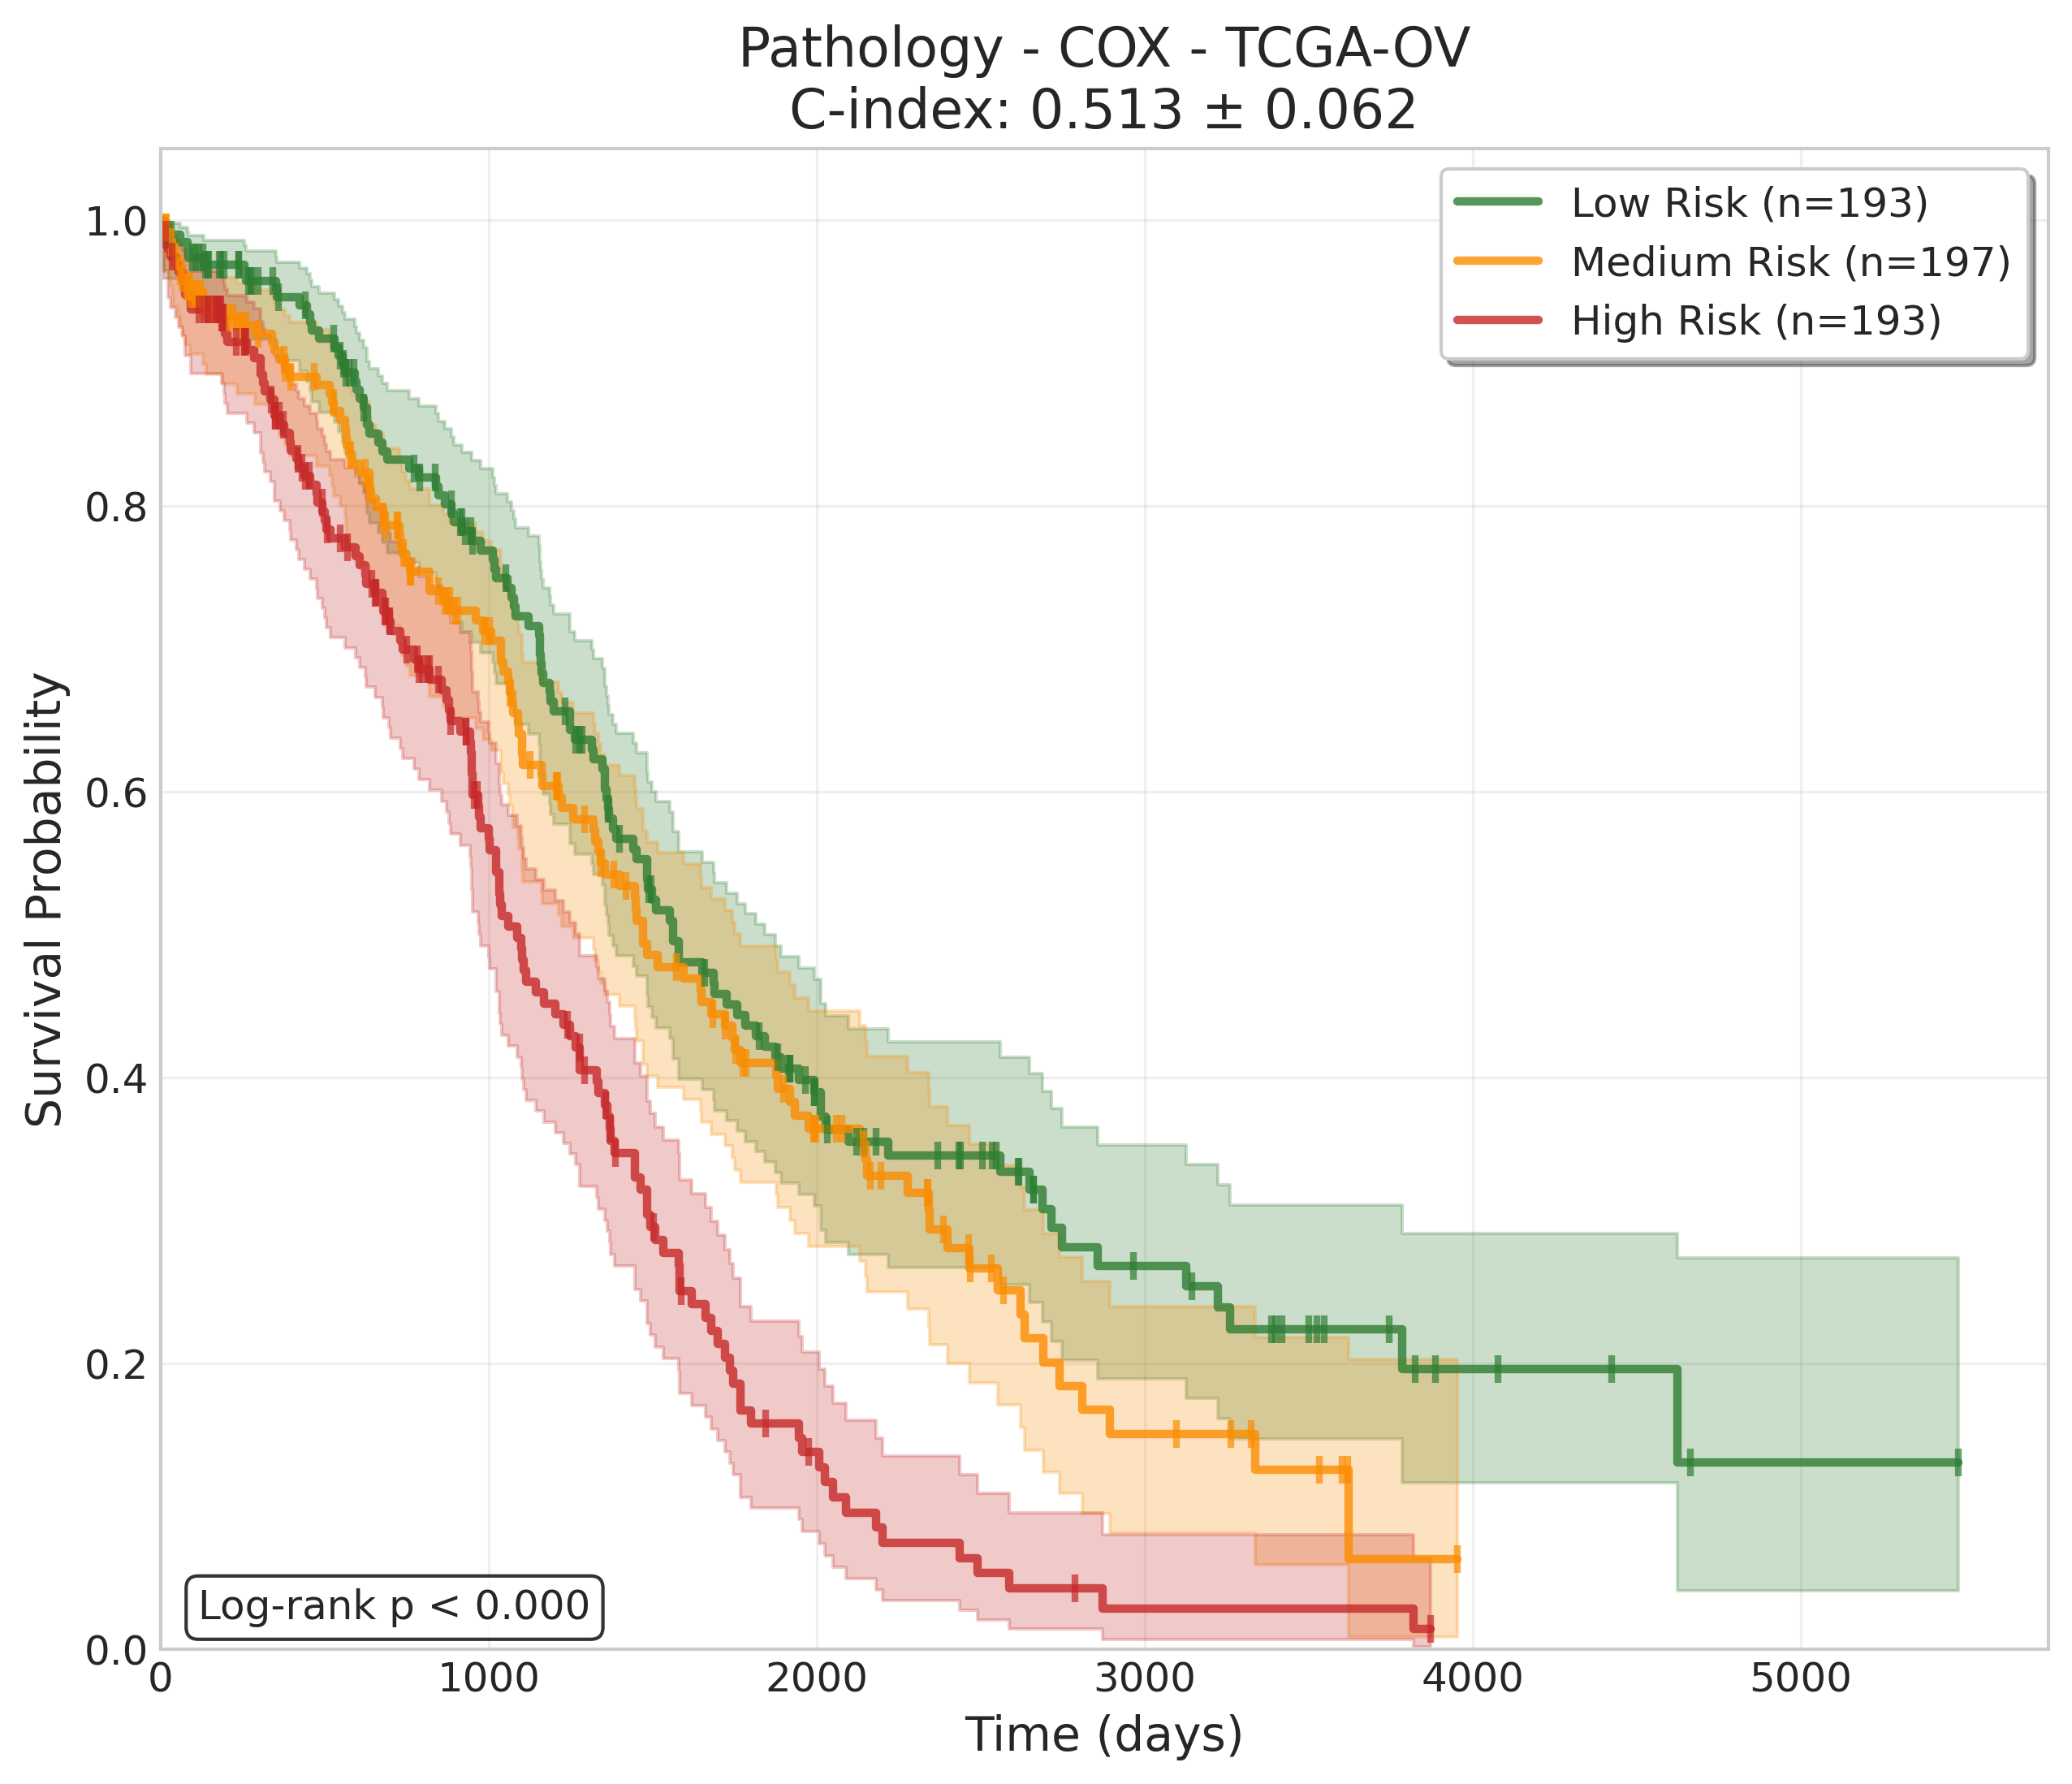 Pathology - COX - TCGA-OV
C-index: 0.513 ± 0.062
Low Risk (n=193)
Medium Risk (n=197)
High Risk (n=193)
Survival Probability
1.0
0.8
0.6
0.4
0.2
0.0
Log-rank p < 0.000
0 1000 2000 3000 4000 5000
Time (days)